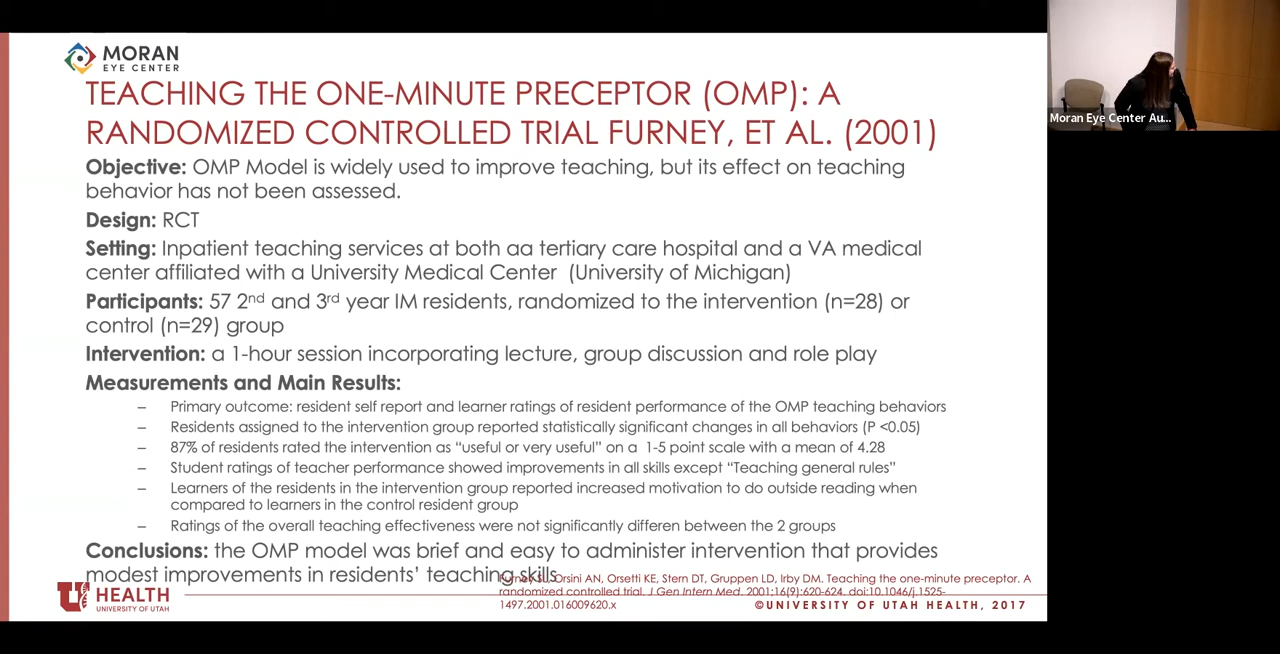 MORAN
EYE CENTER
TEACHING THE ONE-MINUTE PRECEPTOR (OMP): A
RANDOMIZED CONTROLLED TRIAL FURNEY, ET AL. (2001)
Objective: OMP Model is widely used to improve teaching, but its effect on teaching
behavior has not been assessed.
Design: RCT
Setting: Inpatient teaching services at both aa tertiary care hospital and a VA medical
center affiliated with a University Medical Center (University of Michigan)
Participants: 57 2nd and 3rd year IM residents, randomized to the intervention (n=28) or
control (n=29) group
Intervention: a 1-hour session incorporating lecture, group discussion and role play
Measurements and Main Results:
– Primary outcome: resident self report and learner ratings of resident performance of the OMP teaching behaviors
– Residents assigned to the intervention group reported statistically significant changes in all behaviors (P <0.05)
– 87% of residents rated the intervention as “useful or very useful” on a 1-5 point scale with a mean of 4.28
– Student ratings of teacher performance showed improvements in all skills except “Teaching general rules”
– Learners of the residents in the intervention group reported increased motivation to do outside reading when
compared to learners in the control resident group
– Ratings of the overall teaching effectiveness were not significantly differen between the 2 groups
Conclusions: the OMP model was brief and easy to administer intervention that provides
modest improvements in residents’ teaching skills
Orsini AN, Orsetti KE, Stern DT, Gruppen LD, Irby DM. Teaching the one-minute preceptor. A
randomized controlled trial. J Gen Intern Med. 2001;16(9):620-624. doi:10.1046/j.1525-
1497.2001.016009620.x
HEALTH
UNIVERSITY OF UTAH
©UNIVERSITY OF UTAH HEALTH, 2017
Moran Eye Center Au...